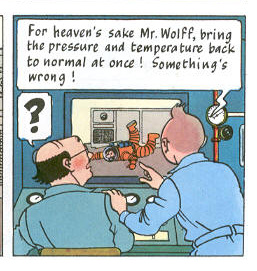 For heaven's sake Mr. Wolff, bring
the pressure and temperature back
to normal at once! Something's
wrong!
?